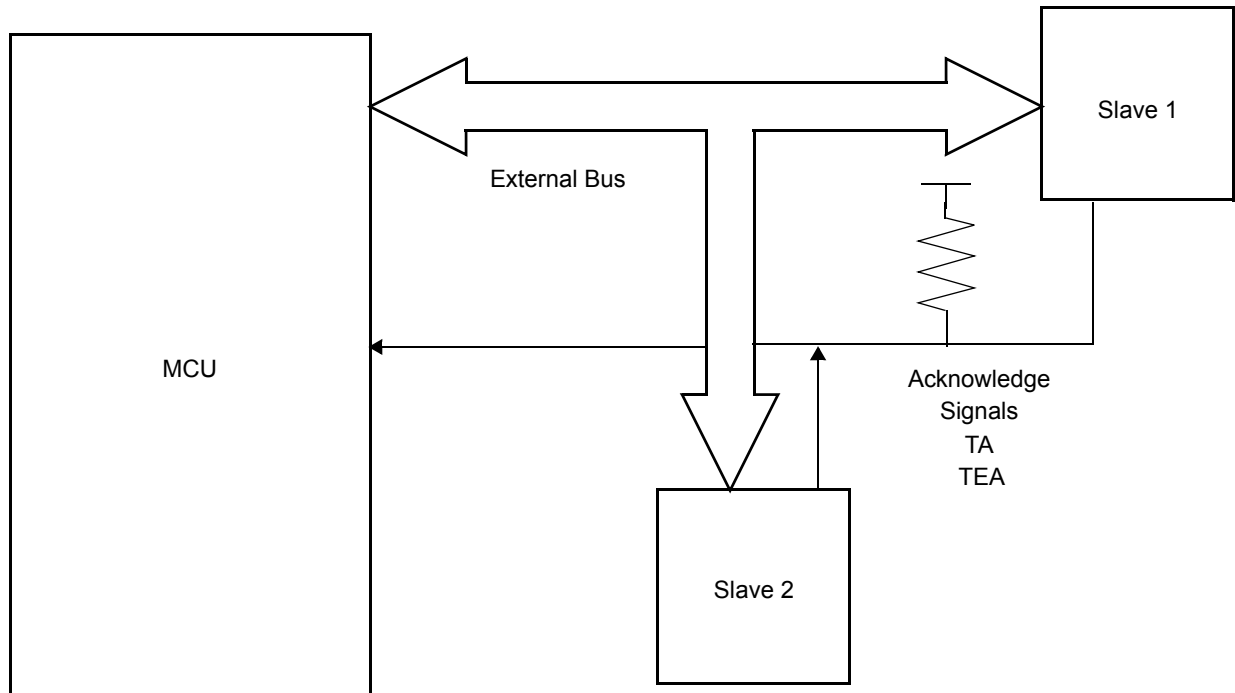 Slave 1
External Bus
MCU
Acknowledge
Signals
TA
TEA
Slave 2